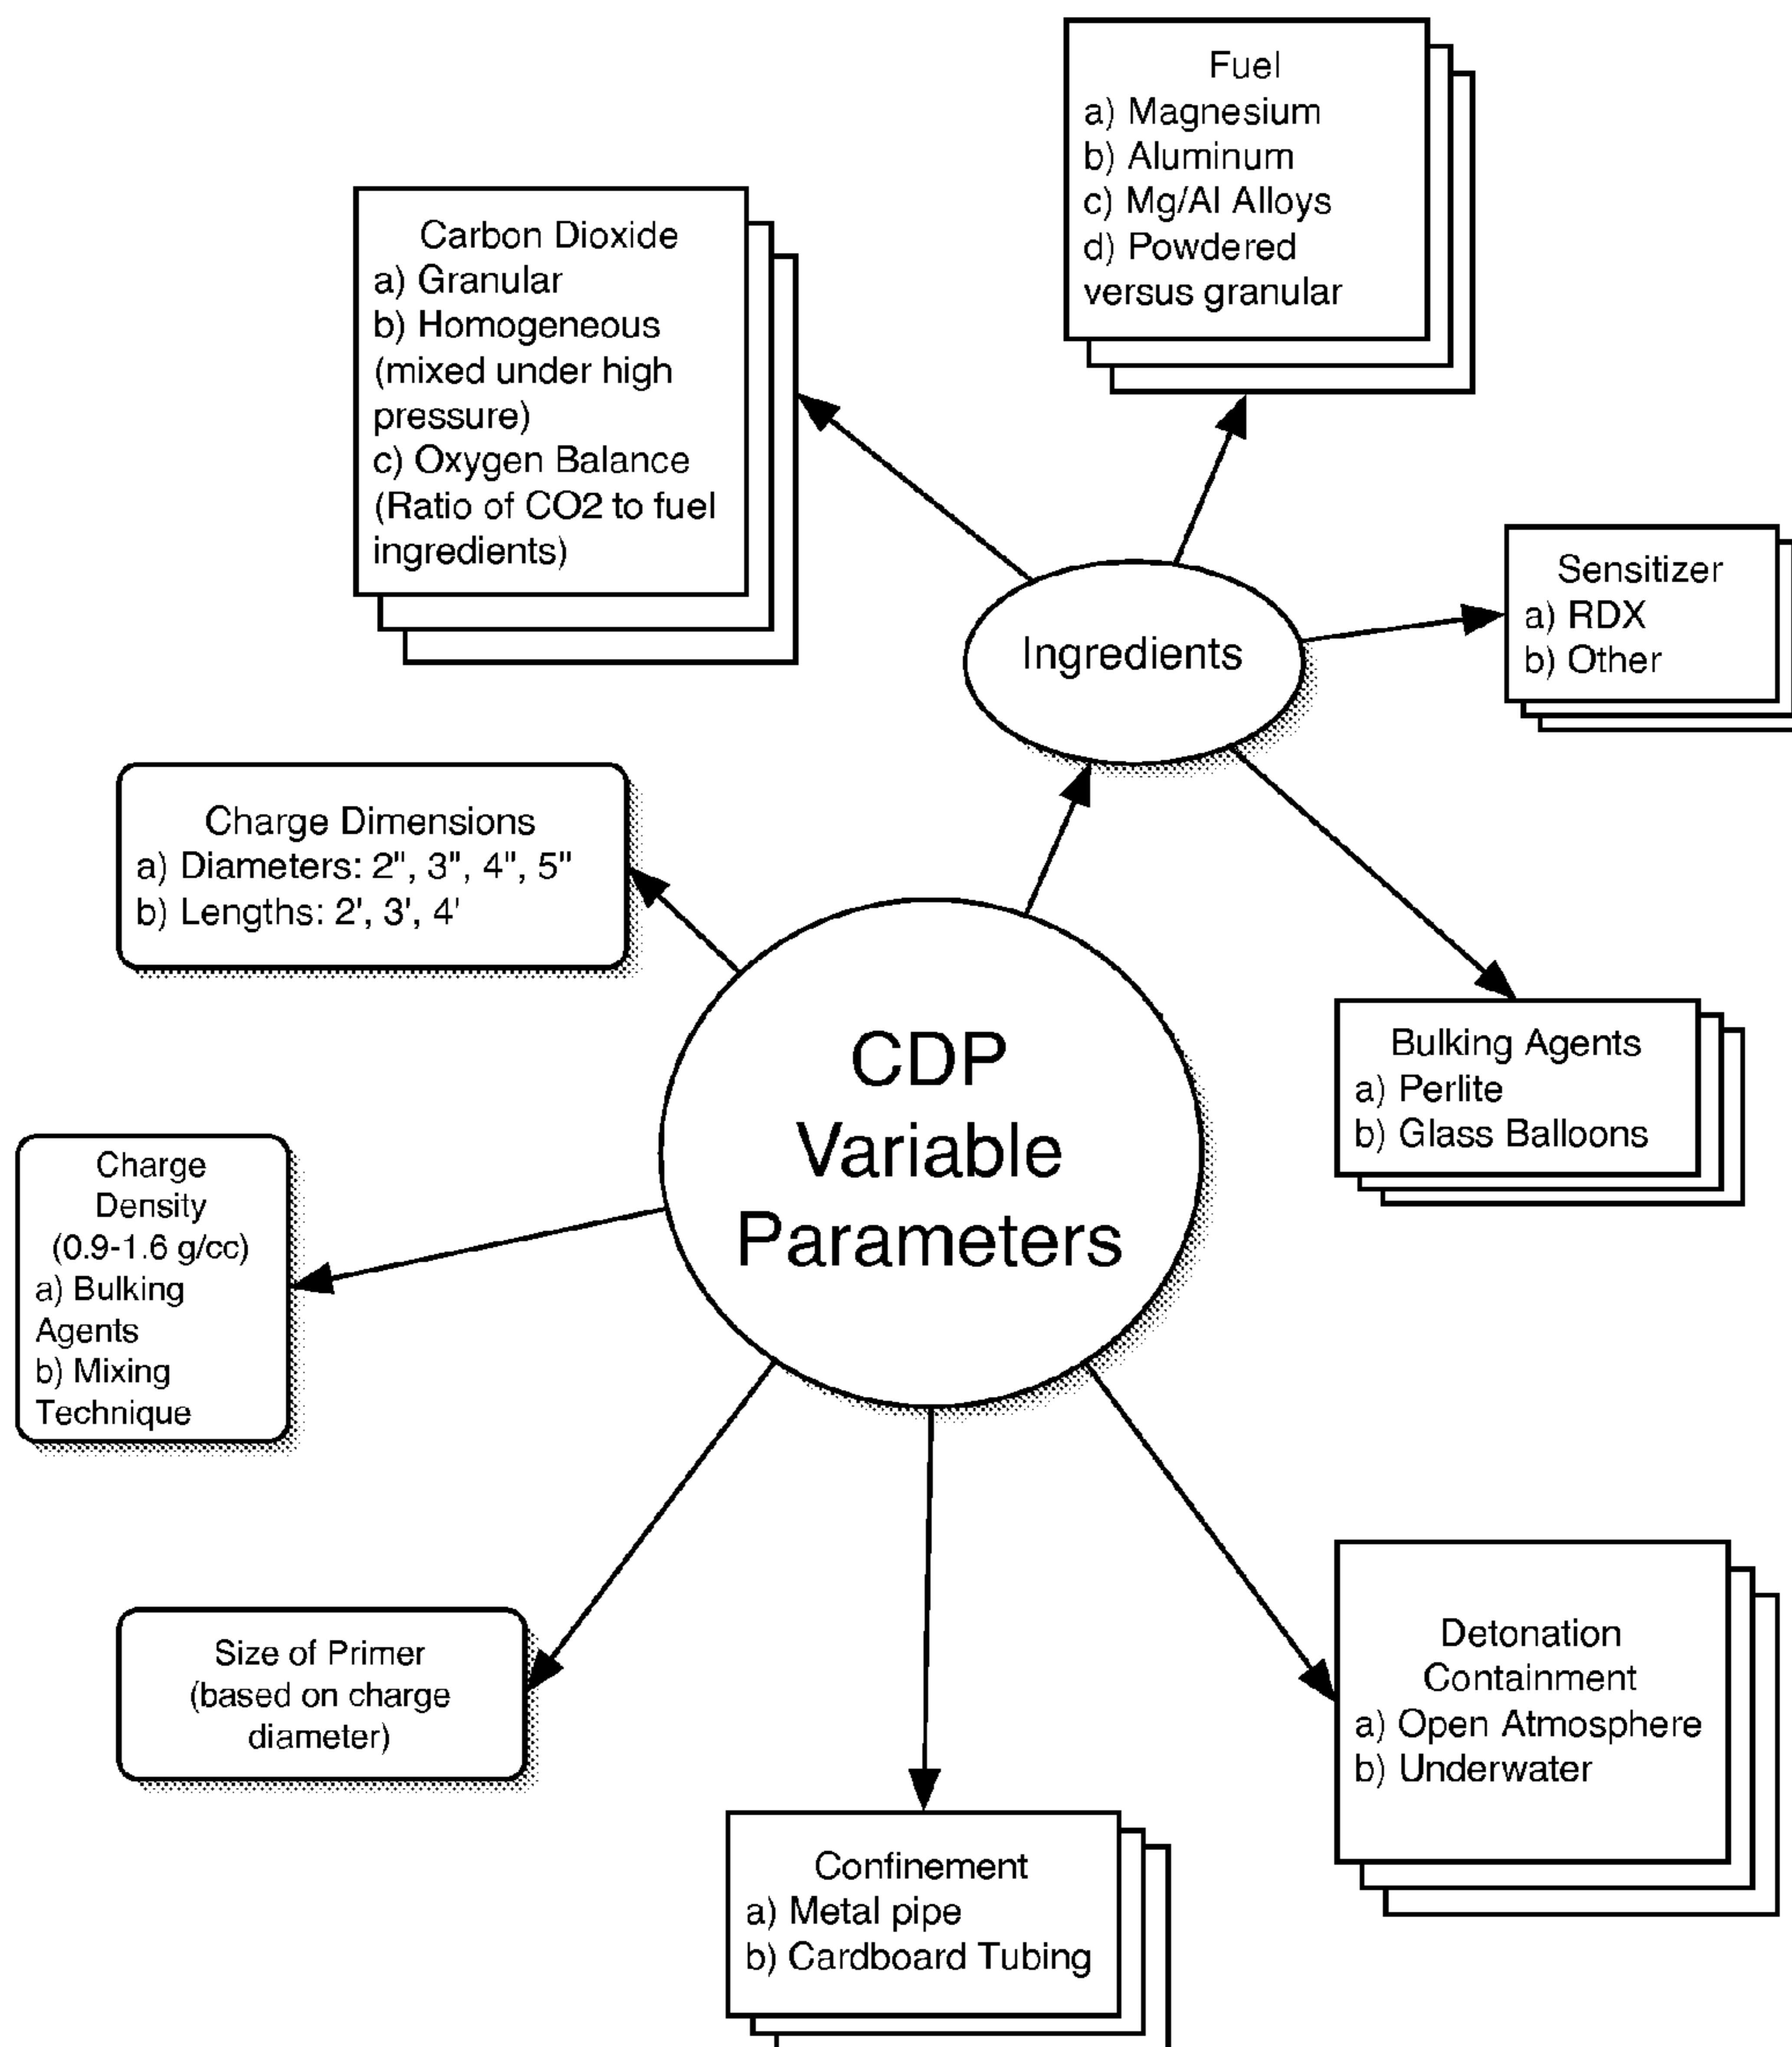 Fuel
a) Magnesium
b) Aluminum
c) Mg/Al Alloys
d) Powdered
versus granular
Carbon Dioxide
a) Granular
b) Homogeneous
(mixed under high
pressure)
c) Oxygen Balance
(Ratio of CO2 to fuel
ingredients)
Sensitizer
a) RDX
b) Other
Ingredients
Charge Dimensions
a) Diameters: 2", 3", 4", 5"
b) Lengths: 2', 3', 4'
CDP
Variable
Parameters
Bulking Agents
a) Perlite
b) Glass Balloons
Charge
Density
(0.9-1.6 g/cc)
a) Bulking
Agents
b) Mixing
Technique
Size of Primer
(based on charge
diameter)
Detonation
Containment
a) Open Atmosphere
b) Underwater
Confinement
a) Metal pipe
b) Cardboard Tubing